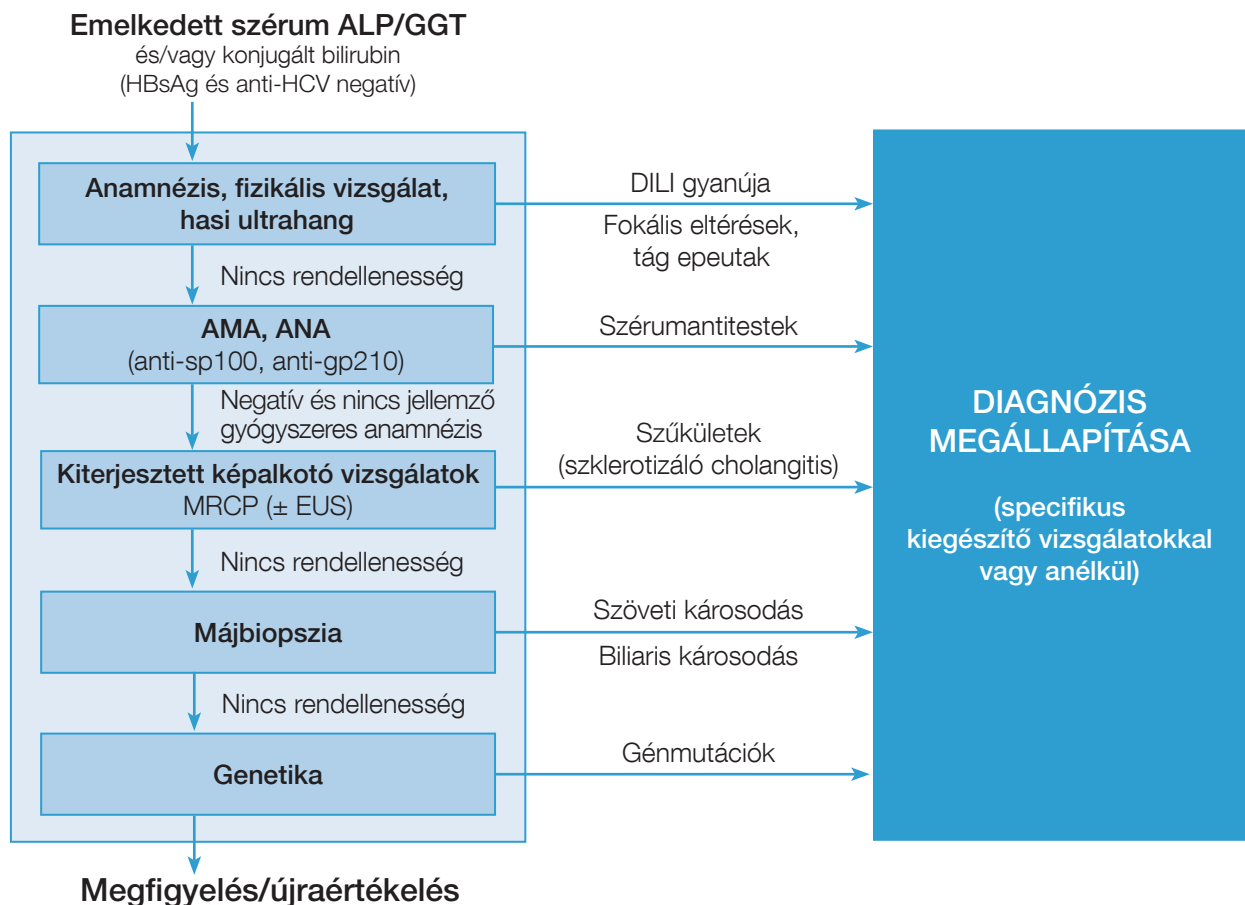 Emelkedett szérum ALP/GGT
és/vagy konjugált bilirubin
(HBsAg és anti-HCV negatív)
Anamnézis, fizikális vizsgálat,
hasi ultrahang
DILI gyanúja
Fokális eltérések,
tág epeutak
Nincs rendellenesség
AMA, ANA
(anti-sp100, anti-gp210)
Szérumantitestek
Negatív és nincs jellemző
gyógyszeres anamnézis
Kiterjesztett képalkotó vizsgálatok
MRCP (± EUS)
Szűkületek
(szklerotizáló cholangitis)
Nincs rendellenesség
Májbiopszia
Szöveti károsodás
Biliaris károsodás
Nincs rendellenesség
Genetika
Génmutációk
Megfigyelés/újraértékelés
DIAGNÓZIS
MEGÁLLAPÍTÁSA
(specifikus
kiegészítő vizsgálatokkal
vagy anélkül)